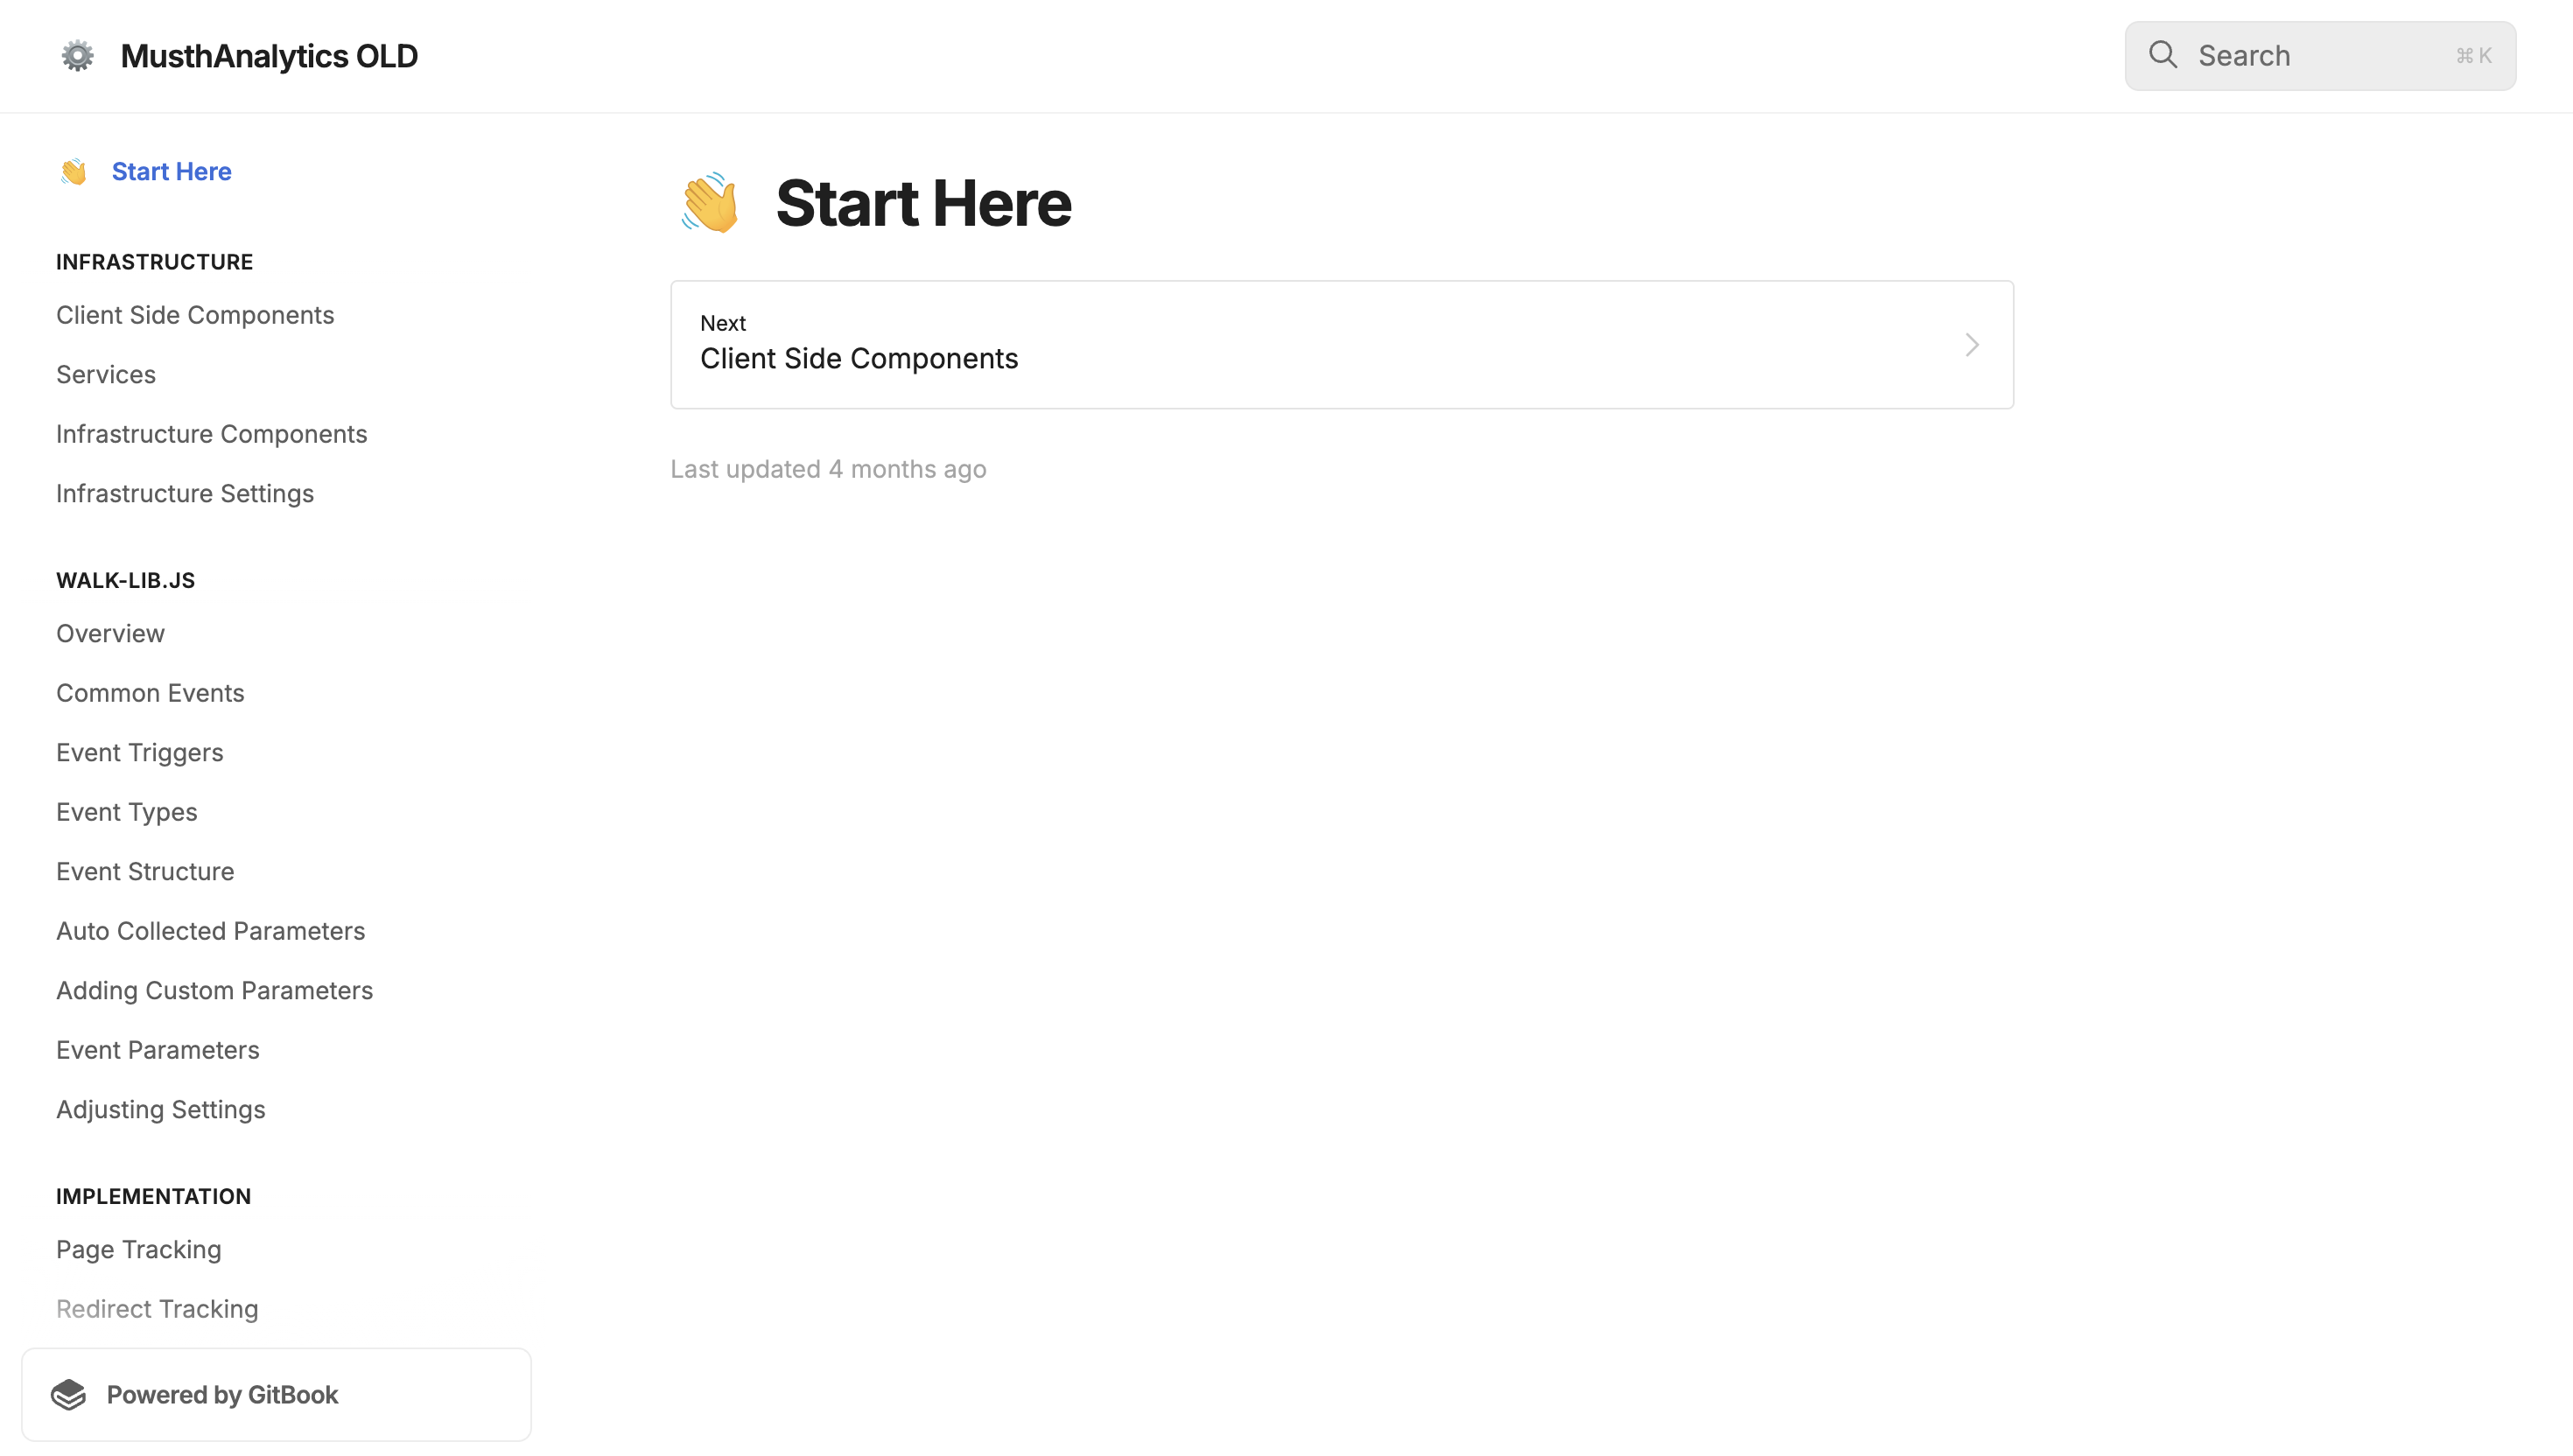 MusthAnalytics OLD
Search
⌘ K
Start Here
INFRASTRUCTURE
Client Side Components
Services
Infrastructure Components
Infrastructure Settings
WALK-LIB.JS
Overview
Common Events
Event Triggers
Event Types
Event Structure
Auto Collected Parameters
Adding Custom Parameters
Event Parameters
Adjusting Settings
IMPLEMENTATION
Page Tracking
Redirect Tracking
Powered by GitBook
Start Here
Next
Client Side Components
Last updated 4 months ago